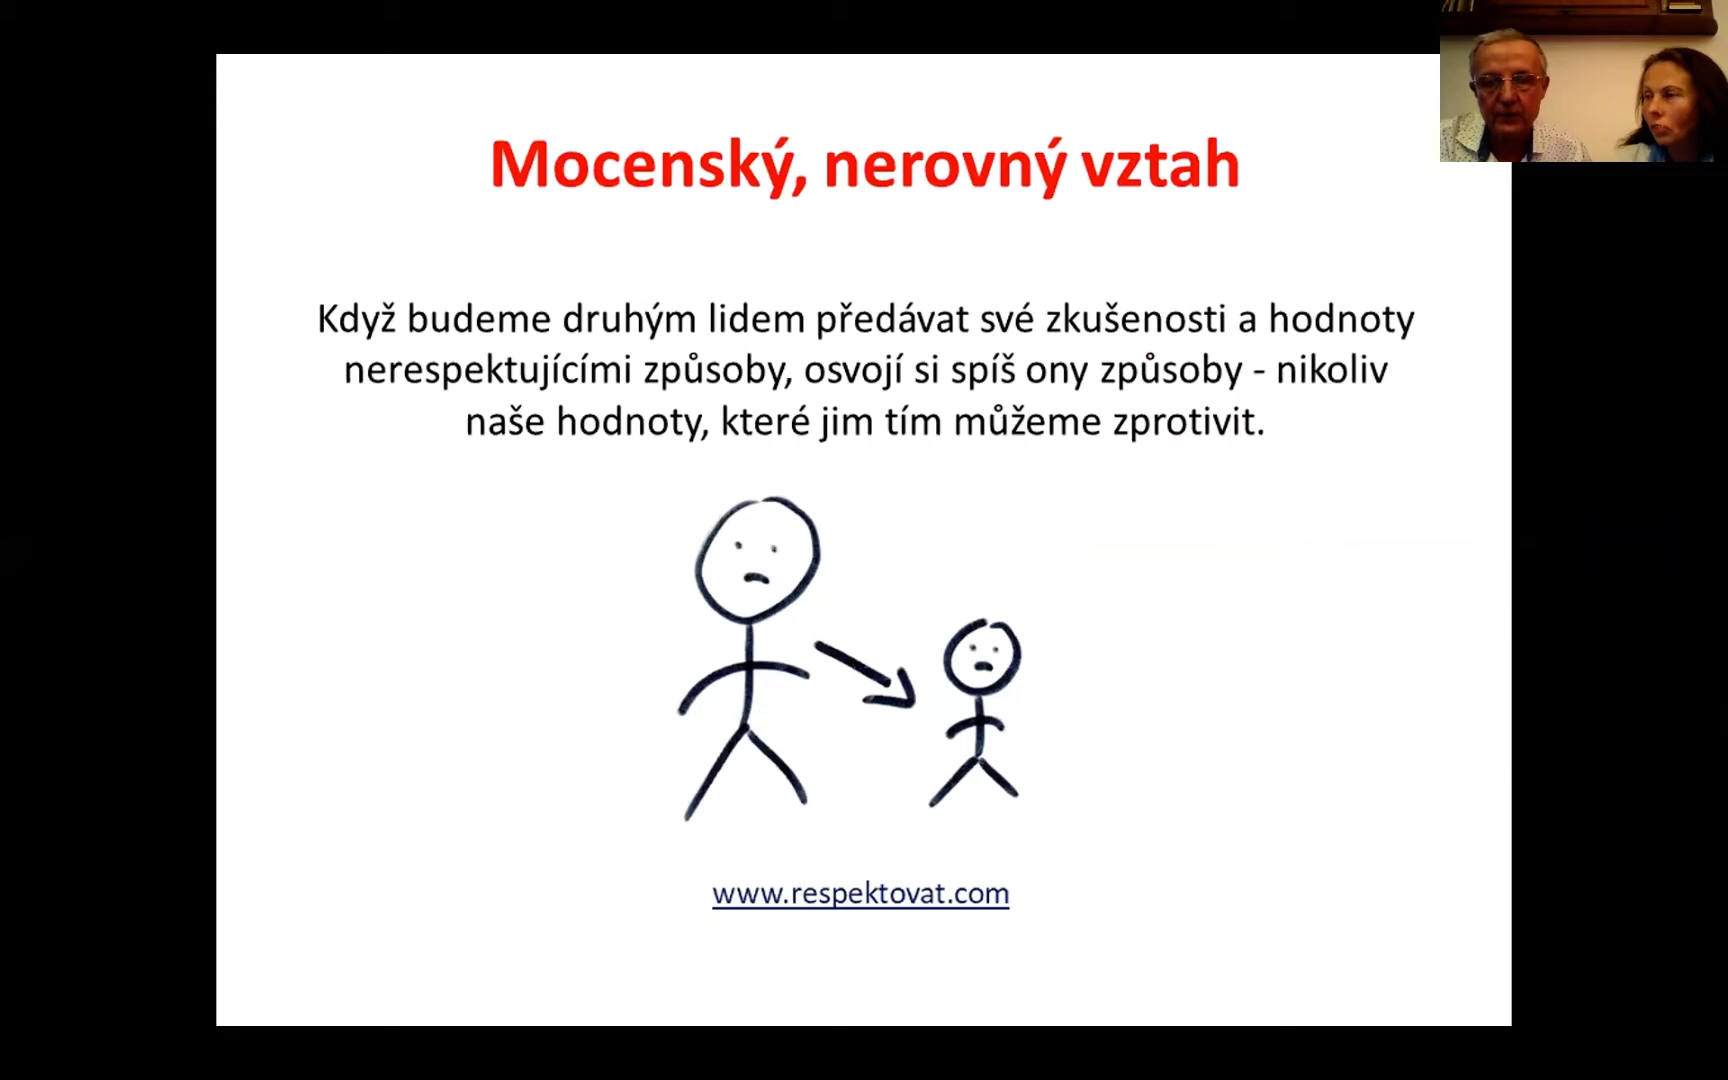 Mocenský, nerovný vztah
Když budeme druhým lidem předávat své zkušenosti a hodnoty
nerespektujícími způsoby, osvojí si spíš ony způsoby - nikoliv
naše hodnoty, které jim tím můžeme zprotivit.
www.respektovat.com